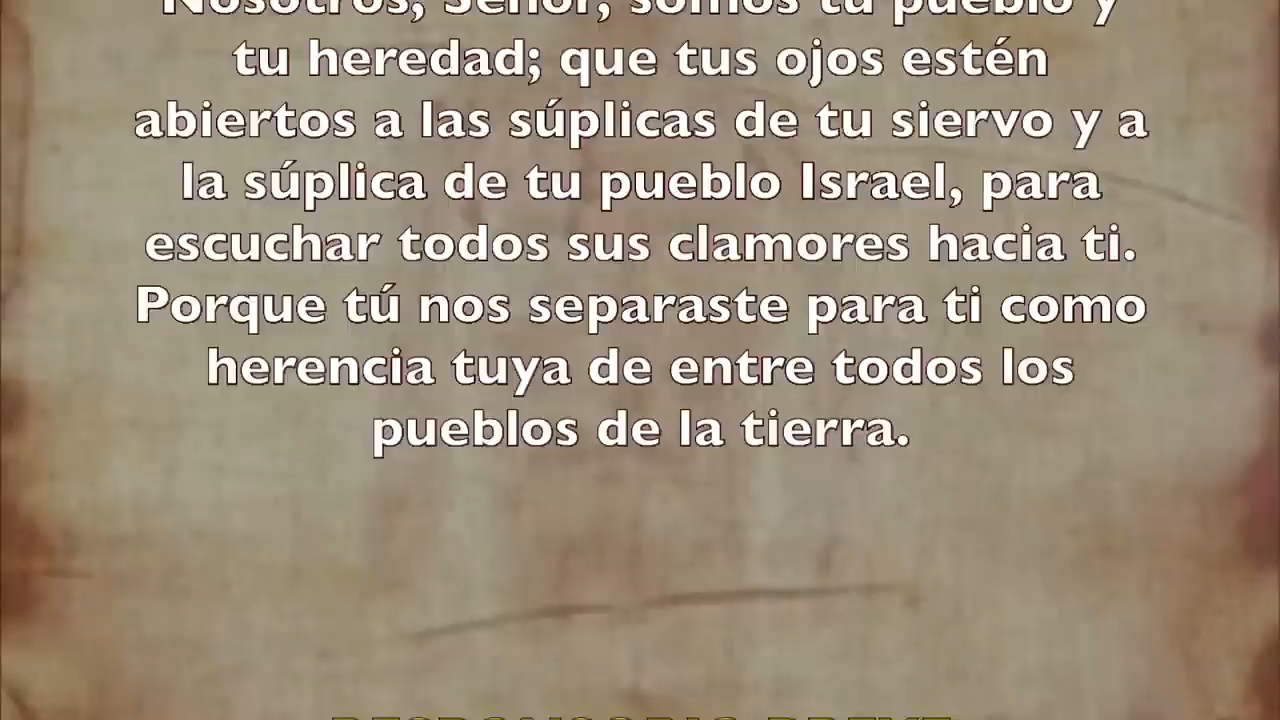 Nosotros, Señor, somos tu pueblo y
tu heredad; que tus ojos estén
abiertos a las súplicas de tu siervo y a
la súplica de tu pueblo Israel, para
escuchar todos sus clamores hacia ti.
Porque tú nos separaste para ti como
herencia tuya de entre todos los
pueblos de la tierra.
RESPONSORIO BREVE